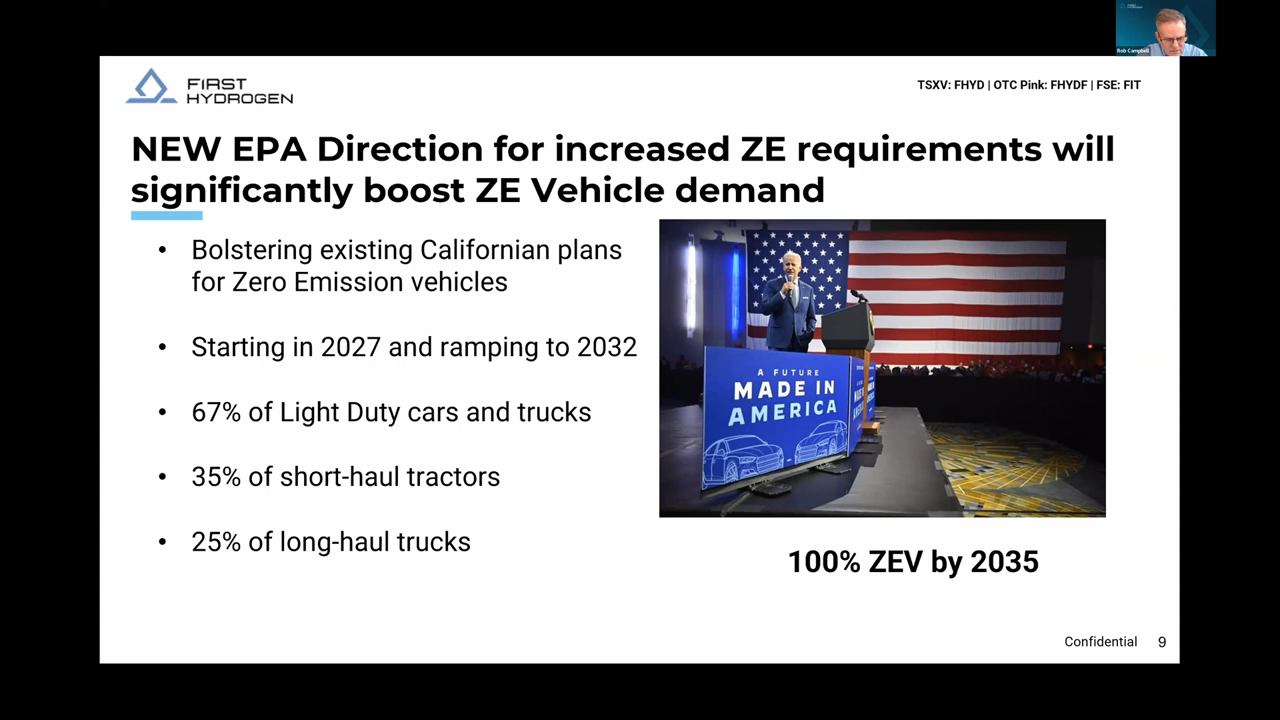 Rob Campbell
FIRST
HYDROGEN
TSXV: FHYD | OTC Pink: FHYDF | FSE: FIT
NEW EPA Direction for increased ZE requirements will
significantly boost ZE Vehicle demand
• Bolstering existing Californian plans
for Zero Emission vehicles
• Starting in 2027 and ramping to 2032
• 67% of Light Duty cars and trucks
• 35% of short-haul tractors
• 25% of long-haul trucks
A FUTURE
MADE IN
AMERICA
100% ZEV by 2035
Confidential 9